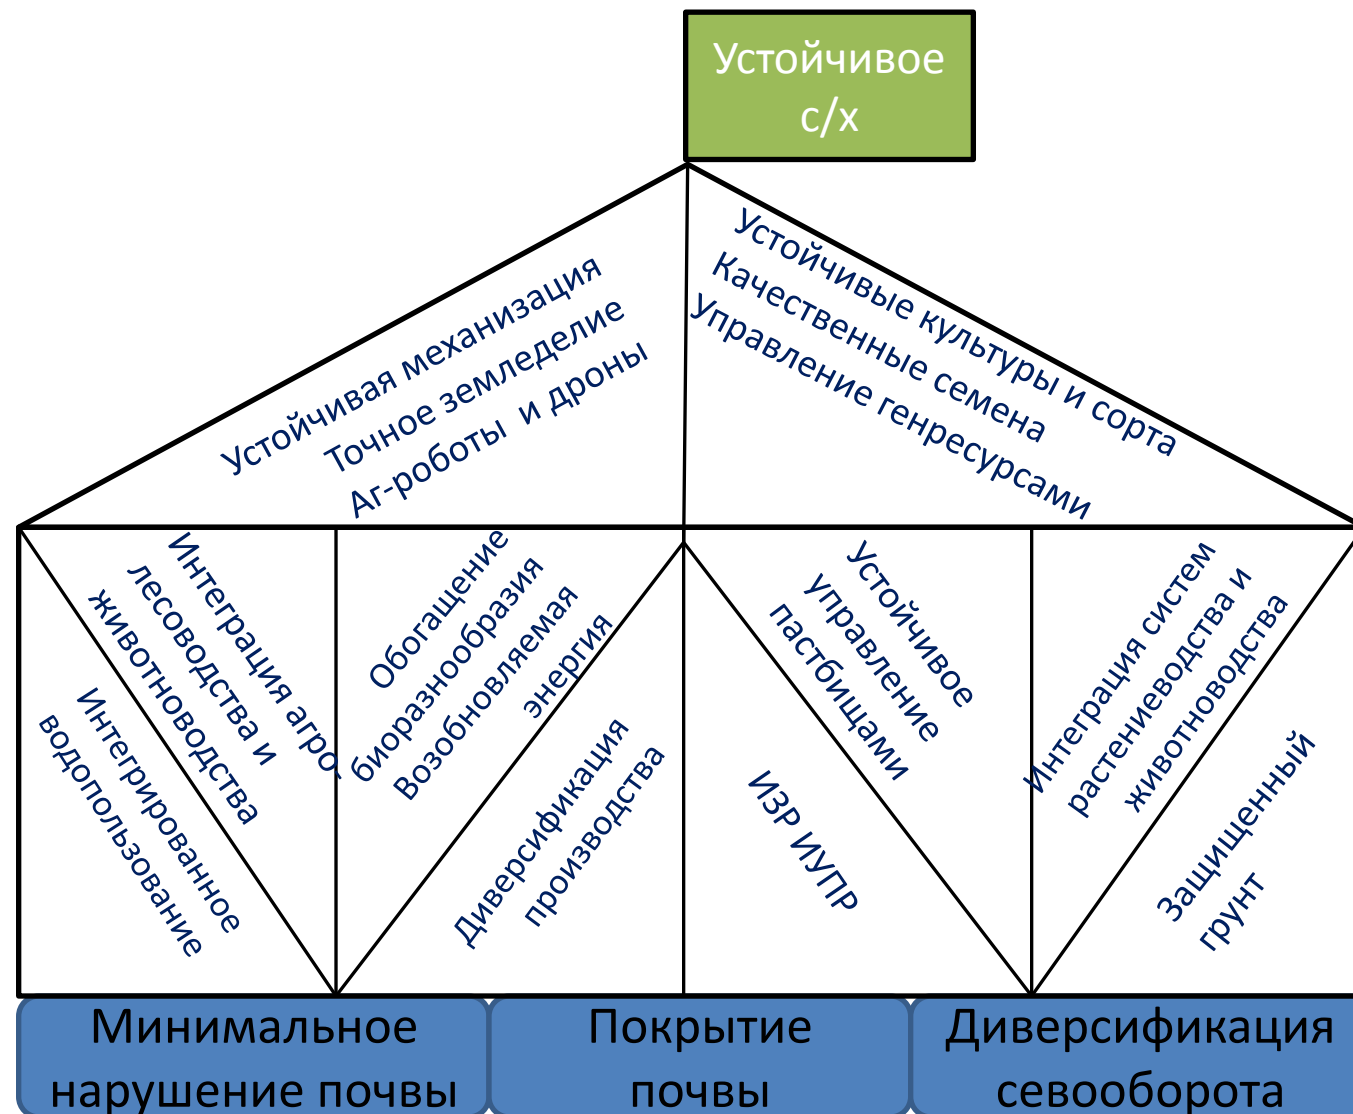 Устойчивое
с/х
Устойчивая механизация
Точное земледелие
Аг-роботы и дроны
Устойчивые культуры и сорта
Качественные семена
Управление генресурсами
Интеграция агро-
лесоводства и
животноводства
Интегрированное
водопользование
Обогащение
биоразнообразия
Возобновляемая
энергия
Диверсификация
производства
Устойчивое
управление
пастбищами
ИЗР ИУПР
Интеграция систем
растениеводства и
животноводства
Защищенный
грунт
Минимальное
нарушение почвы
Покрытие
почвы
Диверсификация
севооборота